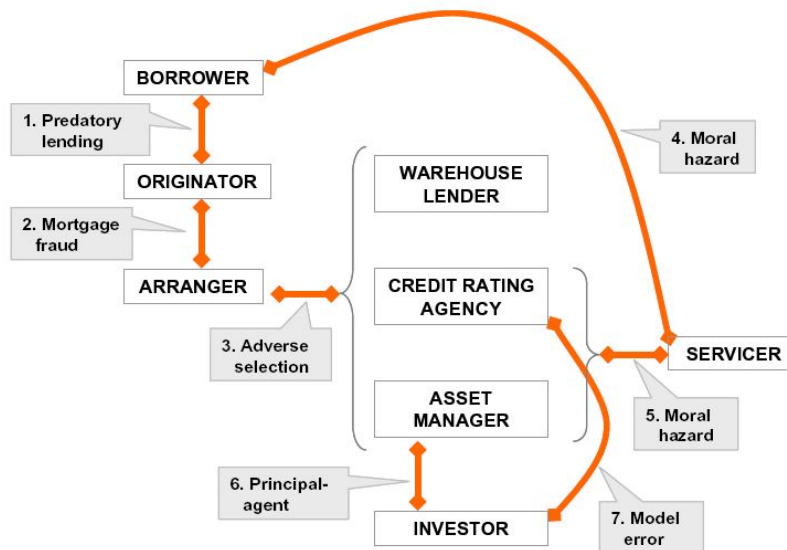 BORROWER
1. Predatory
lending
4. Moral
hazard
ORIGINATOR
WAREHOUSE
LENDER
2. Mortgage
fraud
ARRANGER
CREDIT RATING
AGENCY
3. Adverse
selection
SERVICER
ASSET
MANAGER
5. Moral
hazard
6. Principal-
agent
INVESTOR
7. Model
error